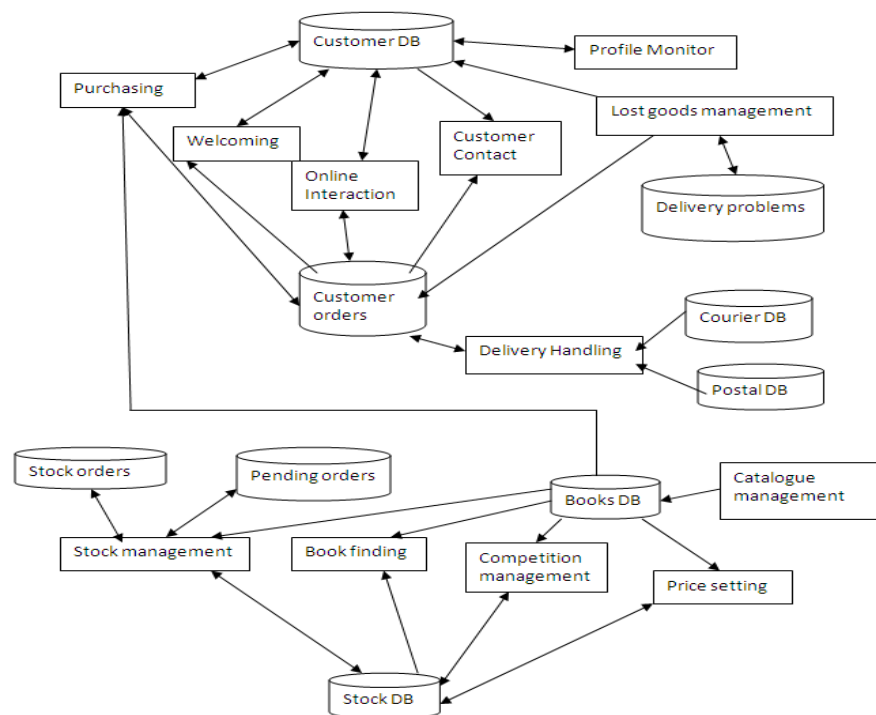 Customer DB
Profile Monitor
Purchasing
Lost goods management
Welcoming
Customer
Contact
Online
Interaction
Delivery problems
Customer
orders
Courier DB
Delivery Handling
Postal DB
Stock orders
Pending orders
Books DB
Catalogue
management
Stock management
Book finding
Competition
management
Price setting
Stock DB